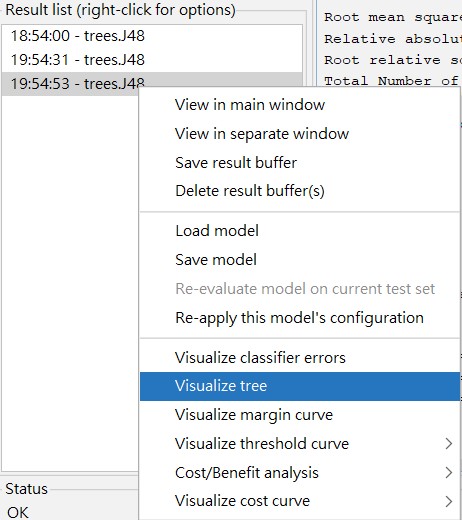 Result list (right-click for options)
18:54:00 - trees.J48
19:54:31 - trees.J48
19:54:53 - trees.J48
Root mean square
Relative absolut
Root relative s
Total Number of
View in main window
View in separate window
Save result buffer
Delete result buffer(s)
Load model
Save model
Re-evaluate model on current test set
Re-apply this model's configuration
Visualize classifier errors
Visualize tree
Visualize margin curve
Visualize threshold curve
Cost/Benefit analysis
Visualize cost curve
Status
OK